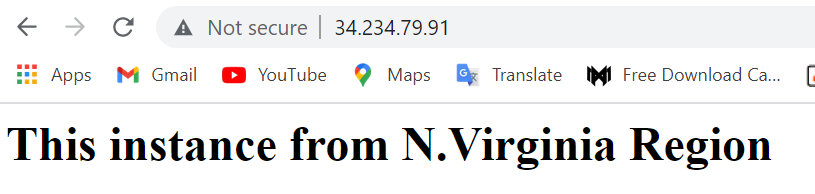 Not secure | 34.234.79.91
Apps Gmail YouTube Maps Translate Free Download Ca...
This instance from N.Virginia Region